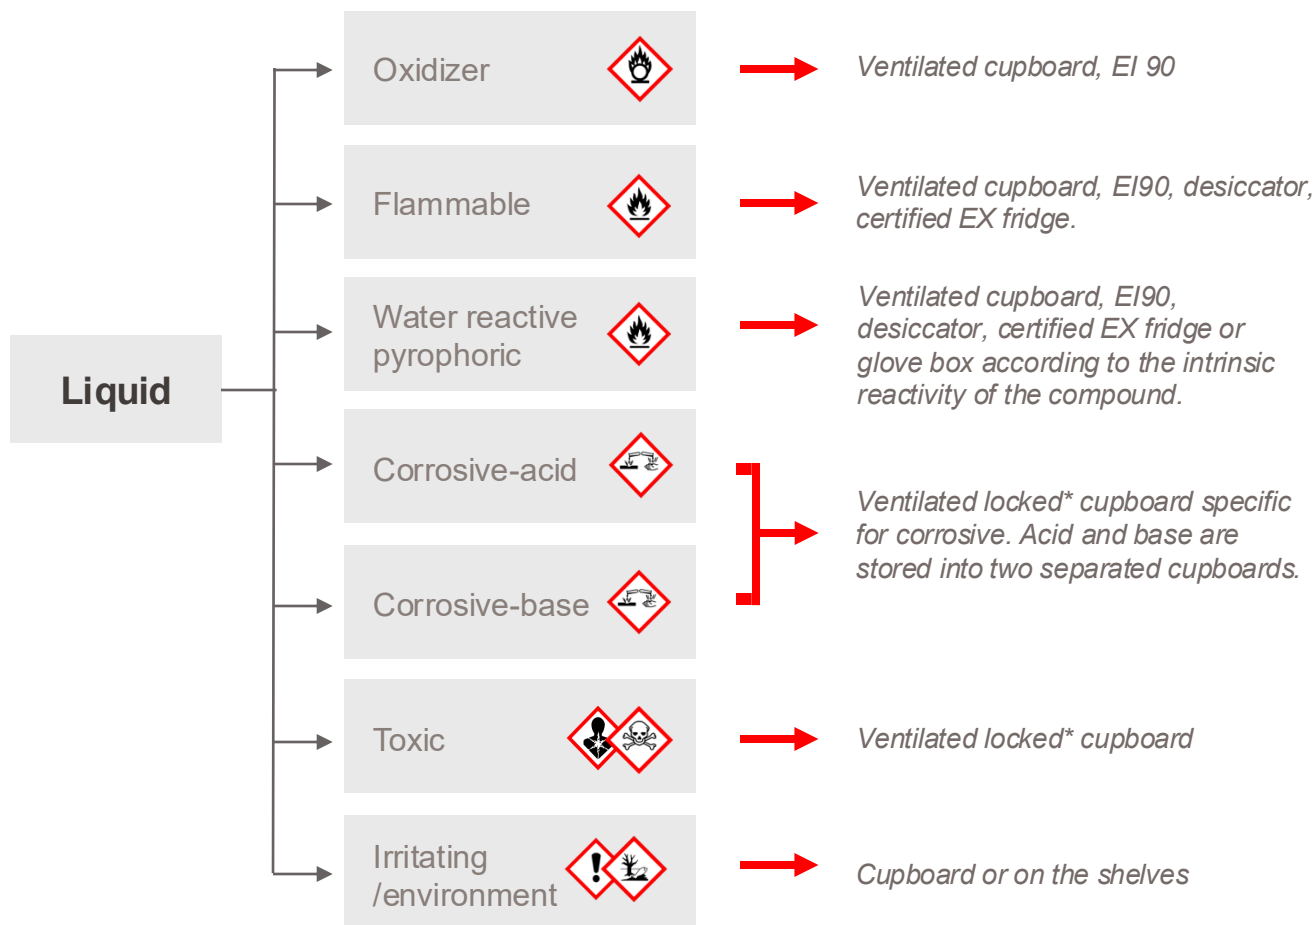 Oxidizer
Ventilated cupboard, EI 90
Flammable
Ventilated cupboard, EI90, desiccator,
certified EX fridge.
Water reactive
pyrophoric
Ventilated cupboard, EI90,
desiccator, certified EX fridge or
glove box according to the intrinsic
reactivity of the compound.
Liquid
Corrosive-acid
Corrosive-base
Ventilated locked* cupboard specific
for corrosive. Acid and base are
stored into two separated cupboards.
Toxic
Ventilated locked* cupboard
Irritating
/environment
Cupboard or on the shelves